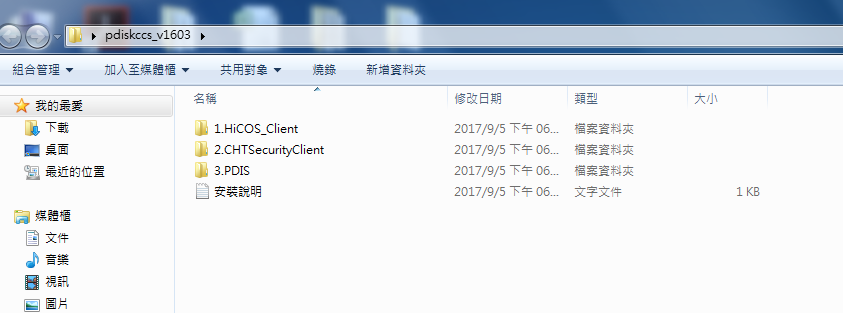 pdiskccs_v1603
組合管理 加入至媒體櫃 共用對象 燒錄 新增資料夾
我的最愛
下載
桌面
最近的位置
媒體櫃
文件
音樂
視訊
圖片
名稱 修改日期 類型 大小
1.HiCOS_Client 2017/9/5 下午 06... 檔案資料夾
2.CHTSecurityClient 2017/9/5 下午 06... 檔案資料夾
3.PDIS 2017/9/5 下午 06... 檔案資料夾
安裝說明 2017/9/5 下午 06... 文字文件 1 KB